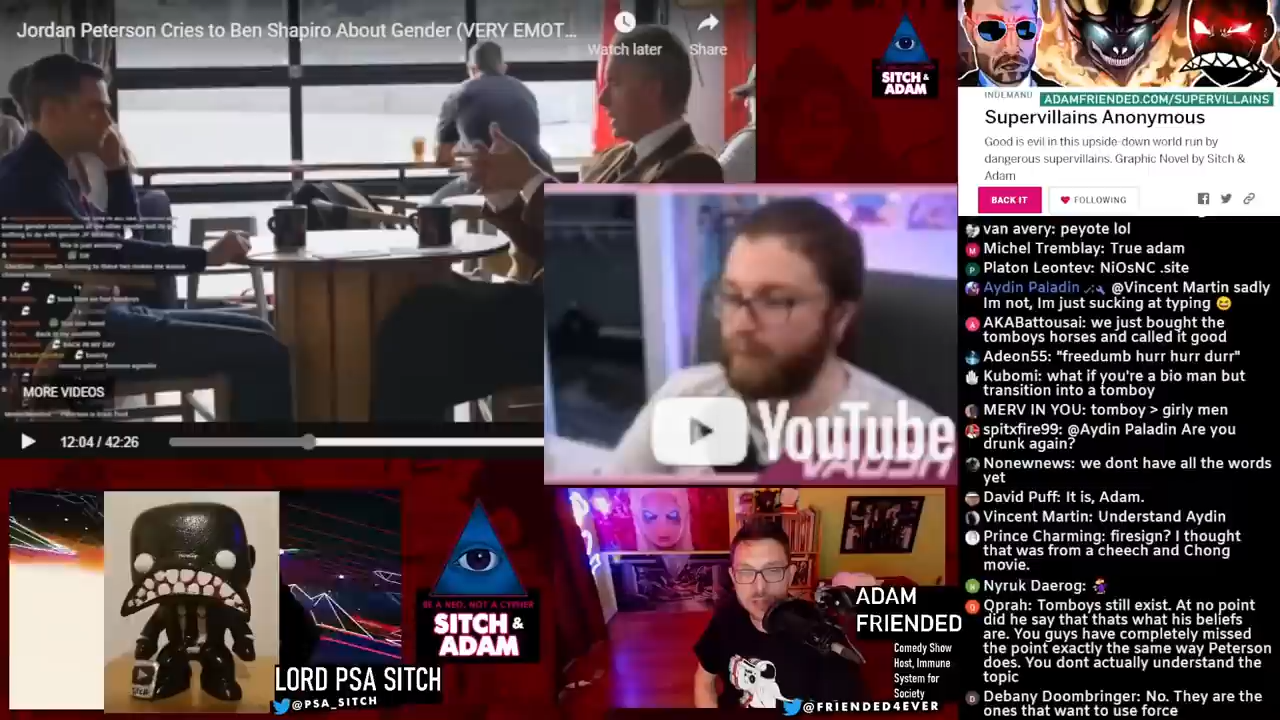 Jordan Peterson Cries to Ben Shapiro About Gender (VERY EMOT...
Watch later
Share
SITCH &
ADAM
MORE VIDEOS
12:04 / 42:26
YouTube
BE A NEO, NOT A CYPHER
SITCH &
ADAM
LORD PSA SITCH
@PSA_SITCH
ADAM
FRIENDED
Comedy Show
Host, Immune
System for
Society
@FRIENDED4EVER
INDEMAND
ADAMFRIENDED.COM/SUPERVILLAINS
Supervillains Anonymous
Good is evil in this upside-down world run by
dangerous supervillains. Graphic Novel by Sitch &
Adam
BACK IT
FOLLOWING
van avery: peyote lol
Michel Tremblay: True adam
Platon Leontev: NiOsNC .site
Aydin Paladin @Vincent Martin sadly
Im not, Im just sucking at typing 😆
AKABattousai: we just bought the
tomboys horses and called it good
Adeon55: "freedumb hurr hurr durr"
Kubomi: what if you're a bio man but
transition into a tomboy
MERV IN YOU: tomboy > girly men
spitxfire99: @Aydin Paladin Are you
drunk again?
Nonewnews: we dont have all the words
yet
David Puff: It is, Adam.
Vincent Martin: Understand Aydin
Prince Charming: firesign? I thought
that was from a cheech and Chong
movie.
Nyruk Daerog:
Oprah: Tomboys still exist. At no point
did he say that thats what his beliefs
are. You guys have completely missed
the point exactly the same way Peterson
does. You dont actually understand the
topic
Debany Doombringer: No. They are the
ones that want to use force